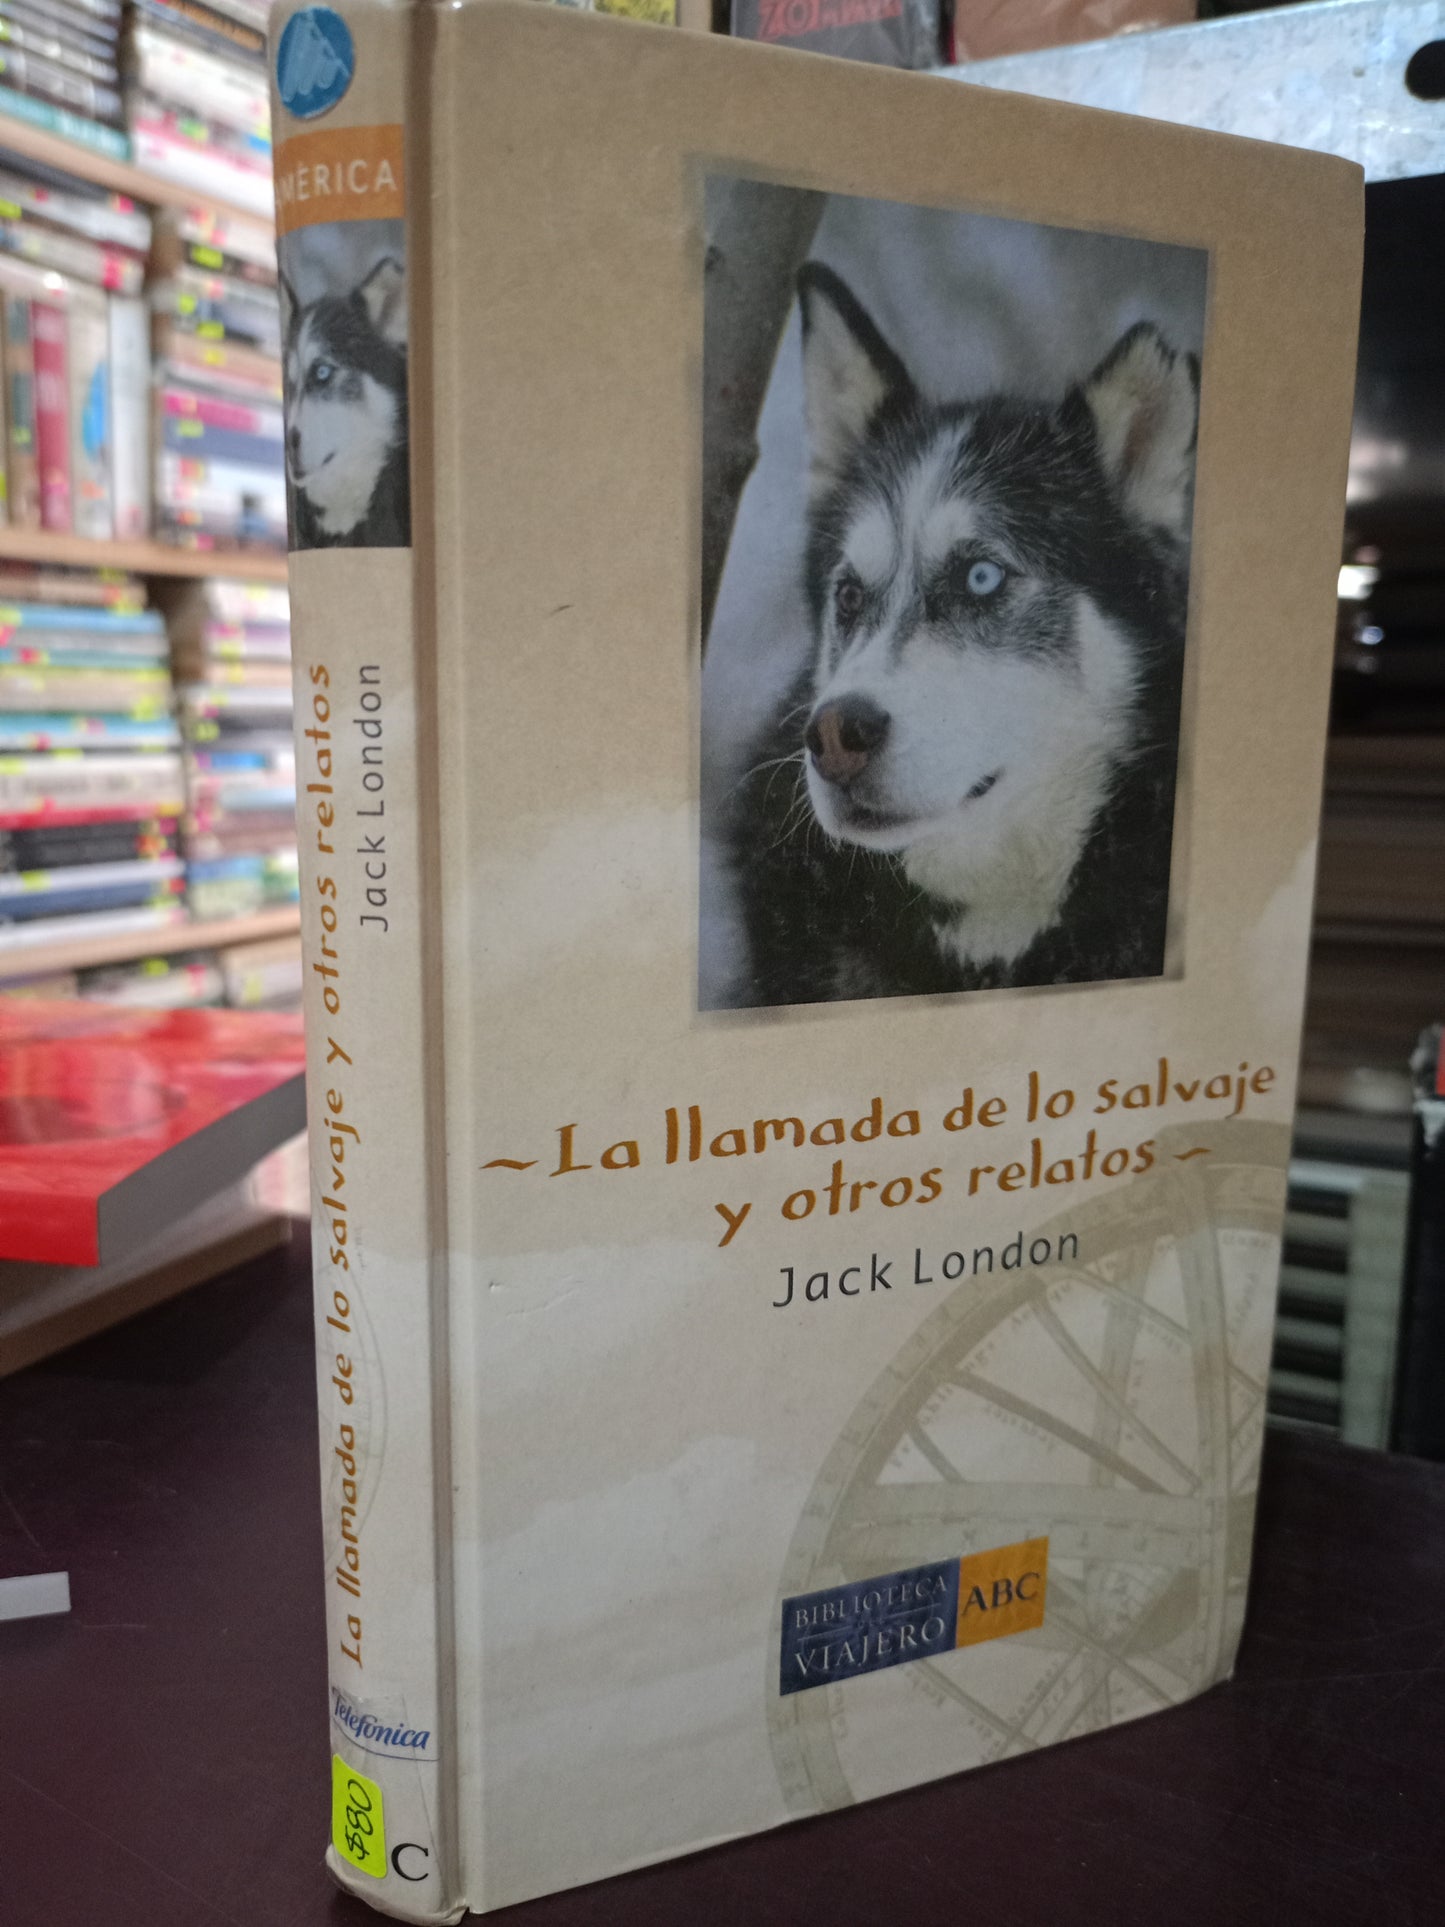 AMÉRICA
La llamada de lo salvaje y otros relatos
Jack London
Telefónica
$80
C
~La llamada de lo salvaje
y otros relatos~
Jack London
BIBLIOTECA
VIAJERO
ABC